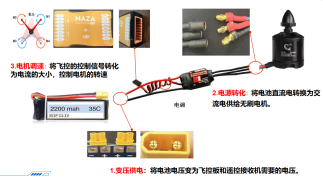 NAZA
3.电机调速：将飞控的控制信号转化
为电流的大小，控制电机的转速
2.电源转化：将电池直流电转换为交
流电供给无刷电机。
电调
2200 mah 35C
1.变压供电：将电池电压变为飞控板和遥控接收机需要的电压。